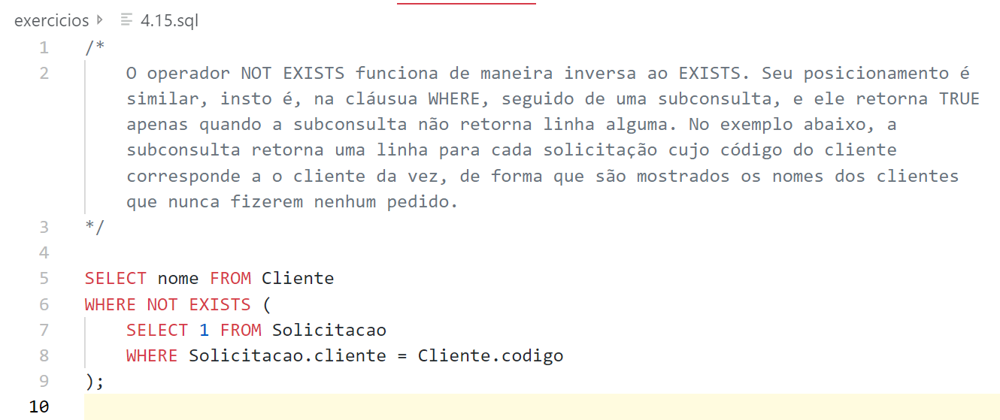 exercicios 4.15.sql
1 /*
2 O operador NOT EXISTS funciona de maneira inversa ao EXISTS. Seu posicionamento é
similar, insto é, na cláusua WHERE, seguido de uma subconsulta, e ele retorna TRUE
apenas quando a subconsulta não retorna linha alguma. No exemplo abaixo, a
subconsulta retorna uma linha para cada solicitação cujo código do cliente
corresponde a o cliente da vez, de forma que são mostrados os nomes dos clientes
que nunca fizerem nenhum pedido.
3 */
4
5 SELECT nome FROM Cliente
6 WHERE NOT EXISTS (
7 SELECT 1 FROM Solicitacao
8 WHERE Solicitacao.cliente = Cliente.codigo
9 );
10